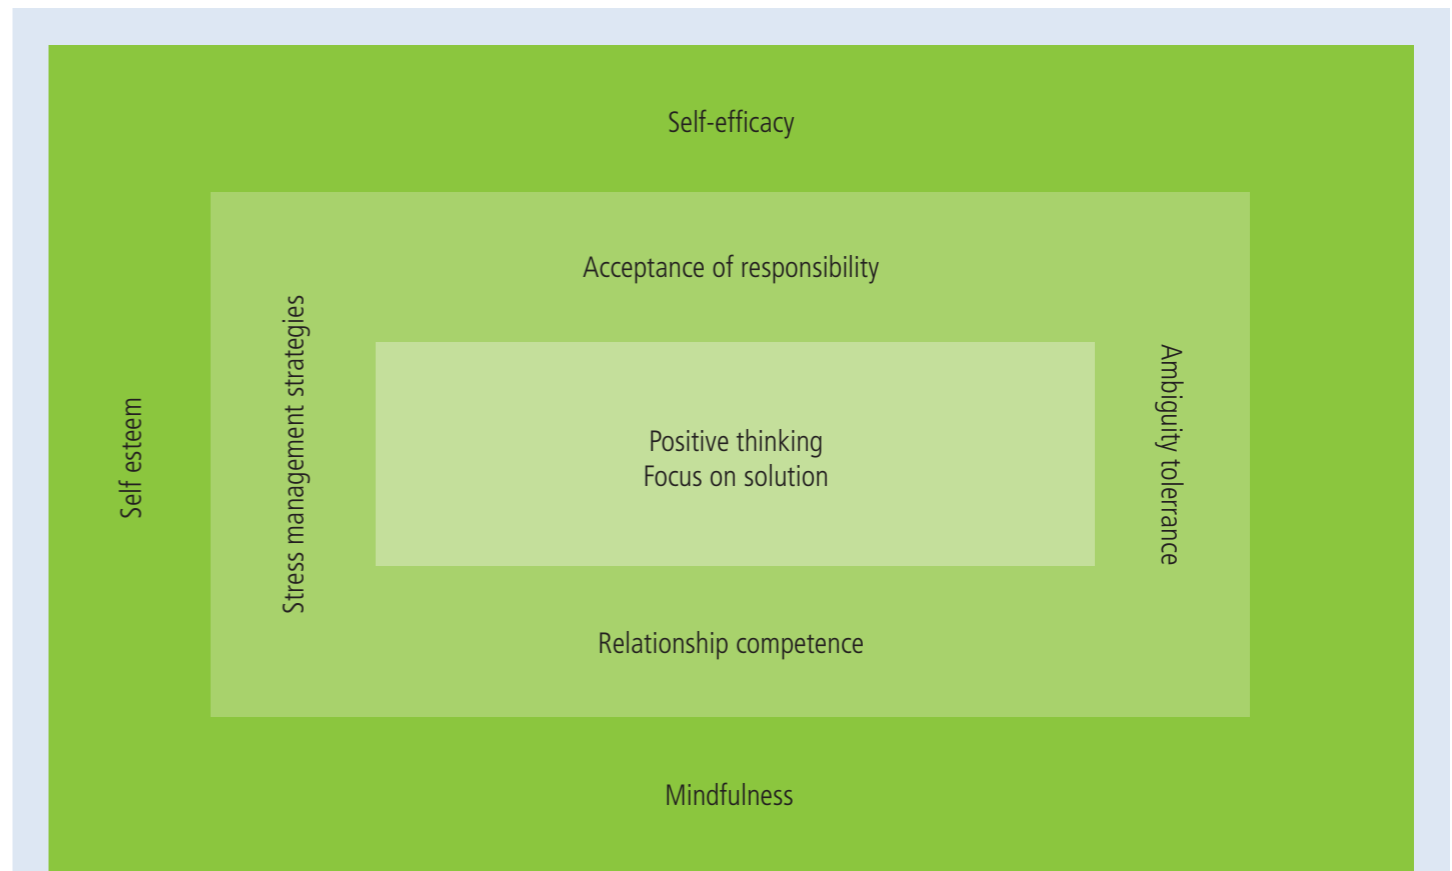 Self-efficacy
Acceptance of responsibility
Self esteem
Stress management strategies
Positive thinking
Focus on solution
Ambiguity tolerrance
Relationship competence
Mindfulness